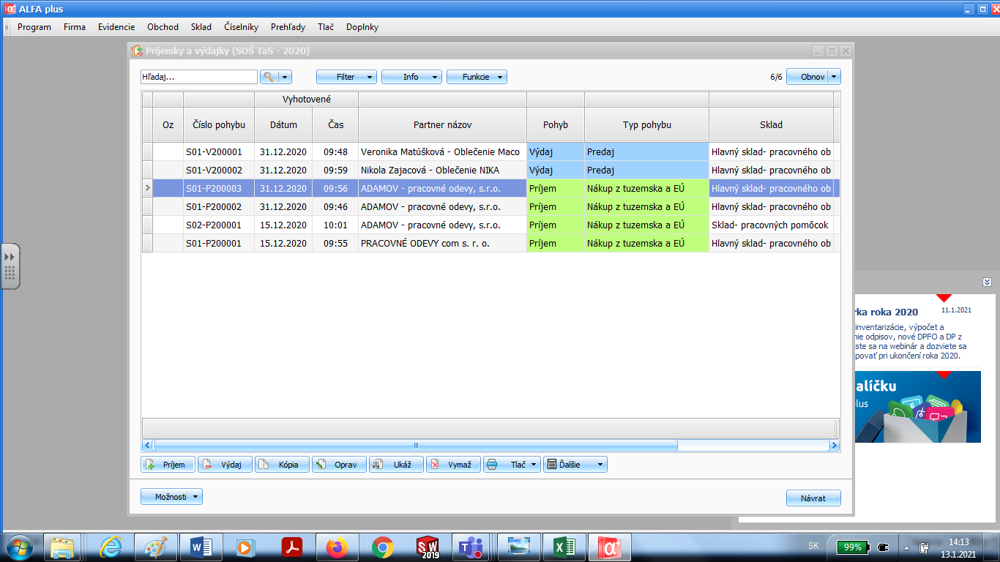 ALFA plus
Program Firma Evidencie Obchod Sklad Číselníky Prehľady Tlač Doplnky
Príjemky a výdajky (SOŠ TaS - 2020)
Hľadaj... Filter Info Funkcie 6/6 Obnov
Vyhotovené
Oz Číslo pohybu Dátum Čas Partner názov Pohyb Typ pohybu Sklad
S01-V200001 31.12.2020 09:48 Veronika Matúšková - Oblečenie Maco Výdaj Predaj Hlavný sklad- pracovného ob
S01-V200002 31.12.2020 09:59 Nikola Zajacová - Oblečenie NIKA Výdaj Predaj Hlavný sklad- pracovného ob
S01-P200003 31.12.2020 09:56 ADAMOV - pracovné odevy, s.r.o. Príjem Nákup z tuzemska a EÚ Hlavný sklad- pracovného ob
S01-P200002 31.12.2020 09:46 ADAMOV - pracovné odevy, s.r.o. Príjem Nákup z tuzemska a EÚ Hlavný sklad- pracovného ob
S02-P200001 15.12.2020 10:01 ADAMOV - pracovné odevy, s.r.o. Príjem Nákup z tuzemska a EÚ Sklad- pracovných pomôcok
S01-P200001 15.12.2020 09:55 PRACOVNÉ ODEVY com s. r. o. Príjem Nákup z tuzemska a EÚ Hlavný sklad- pracovného ob
rka roka 2020 11.1.2021
inventarizácie, výpočet a
nie odpisov, nové DPFO a DP z
ste sa na webinár a dozviete sa
povať pri ukončení roka 2020.
alíčku
lus
Príjem Výdaj Kópia Oprav Ukáž Vymaž Tlač Ďalšie
Možnosti Návrat
SW 2019
SK 99% 14:13
13.1.2021